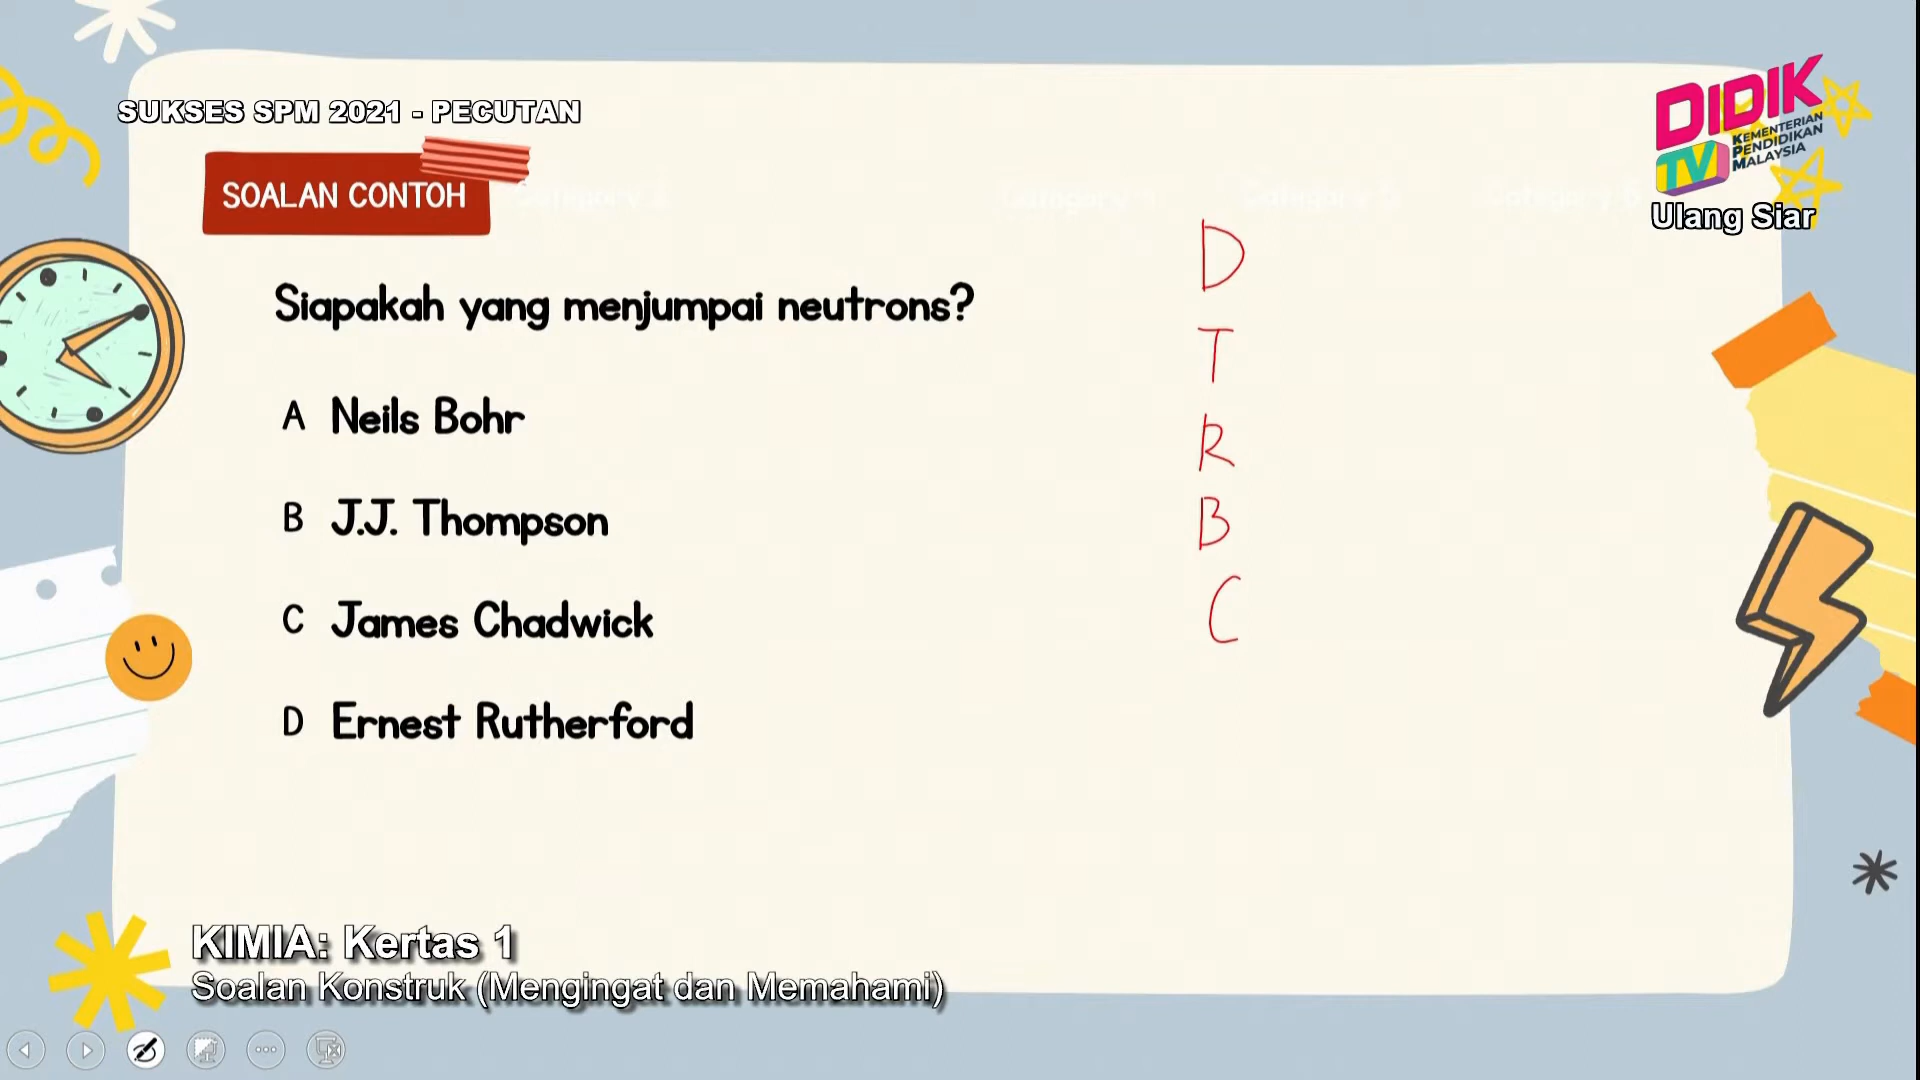 SUKSES SPM 2021 - PECUTAN
DIDIK
TV
KEMENTERIAN
PENDIDIKAN
MALAYSIA
Ulang Siar
SOALAN CONTOH
Siapakah yang menjumpai neutrons?
A Neils Bohr
B J.J. Thompson
C James Chadwick
D Ernest Rutherford
D
T
R
B
C
KIMIA: Kertas 1
Soalan Konstruk (Mengingat dan Memahami)